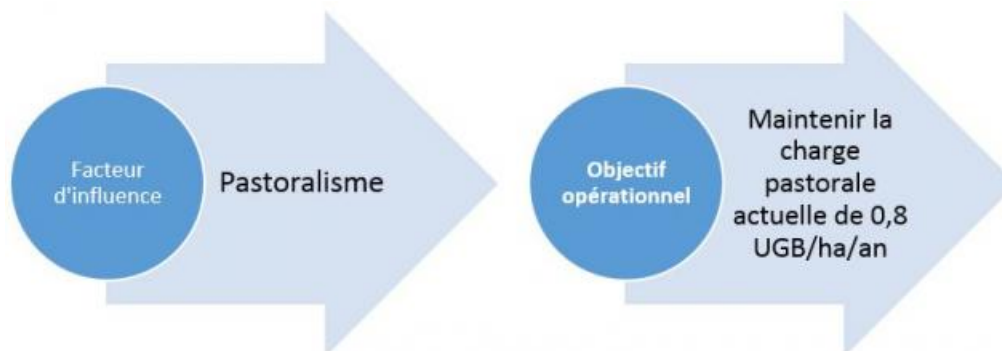 Facteur
d'influence
Pastoralisme
Objectif
opérationnel
Maintenir la
charge
pastorale
actuelle de 0,8
UGB/ha/an